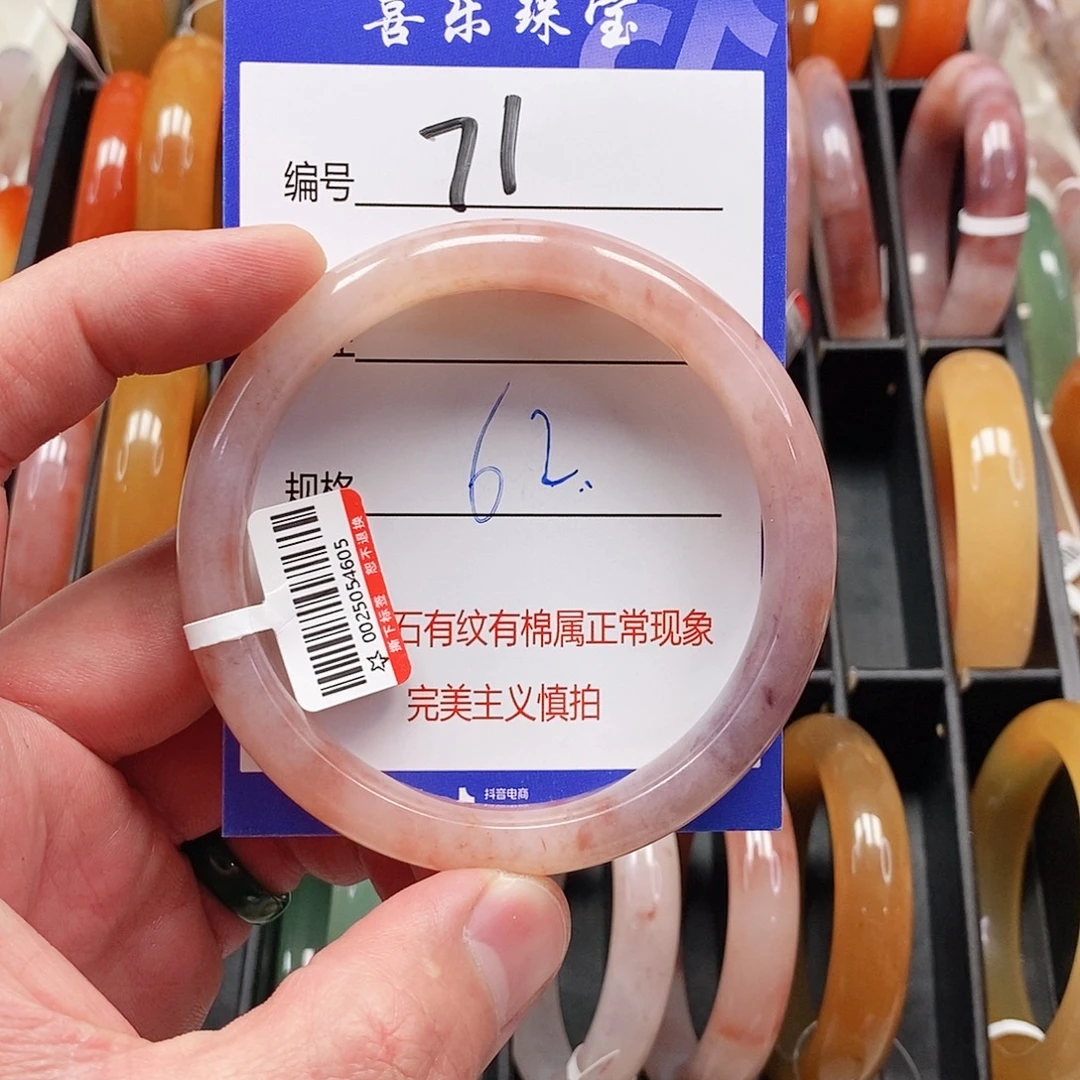 喜乐珠宝
编号 71
规格 62.
石有纹有棉属正常现象
完美主义慎拍
0025054605
撕下标签 恕不退换
抖音电商